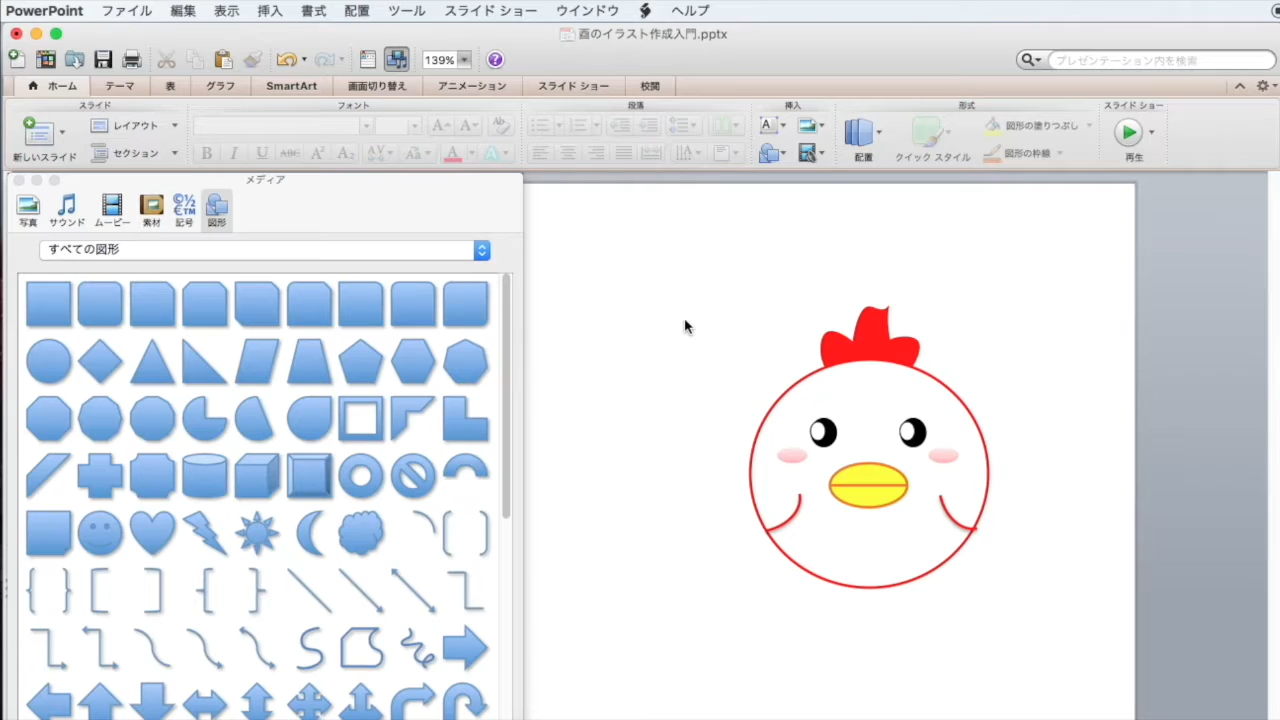 PowerPoint ファイル 編集 表示 挿入 書式 配置 ツール スライド ショー ウインドウ ヘルプ
酉のイラスト作成入門.pptx
139% ? プレゼンテーション内を検索
ホーム テーマ 表 グラフ SmartArt 画面切り替え アニメーション スライド ショー 校閲
スライド フォント 段落 挿入 形式 スライド ショー
レイアウト
A A A 図形の塗りつぶし
新しいスライド セクション B I U ABC A² A₂ AV Aa A A 配置 クイック スタイル 図形の枠線 再生
メディア
写真 サウンド ムービー 素材 記号 図形
すべての図形